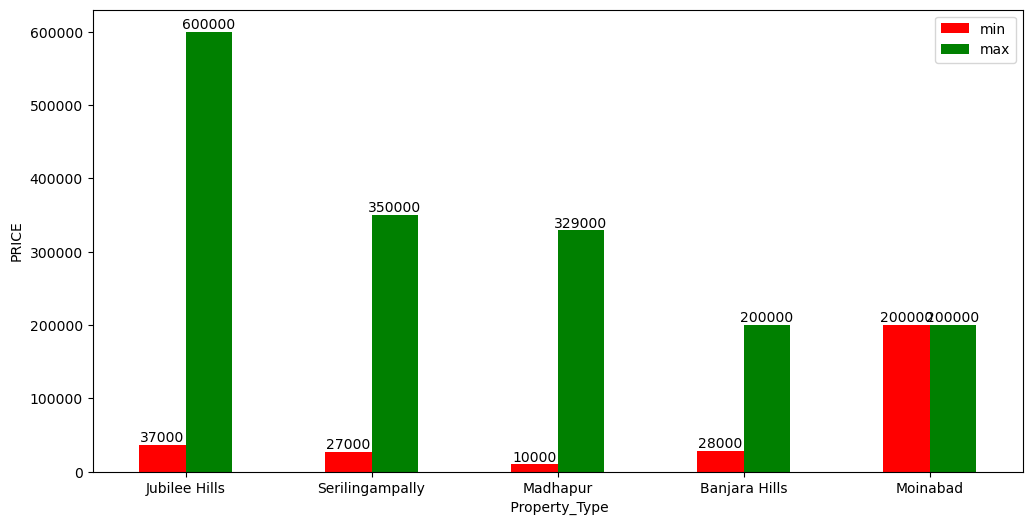 600000
min
max
600000
500000
400000
300000
200000
100000
0
PRICE
350000
329000
200000
200000
200000
37000
27000
10000
28000
Jubilee Hills
Serilingampally
Madhapur
Banjara Hills
Moinabad
Property_Type